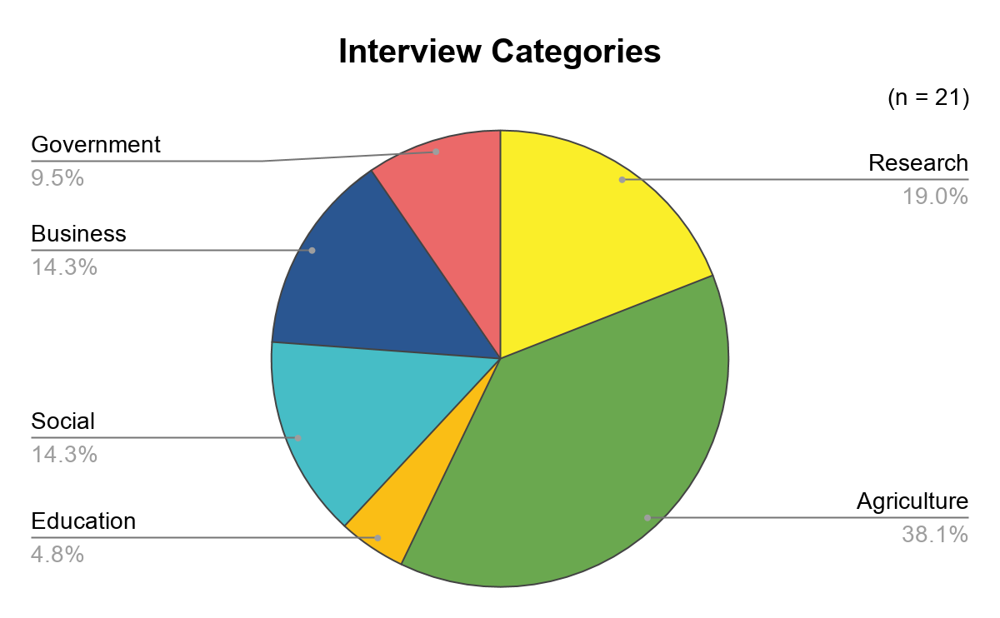 Interview Categories
(n = 21)
Government
9.5%
Business
14.3%
Social
14.3%
Education
4.8%
Research
19.0%
Agriculture
38.1%